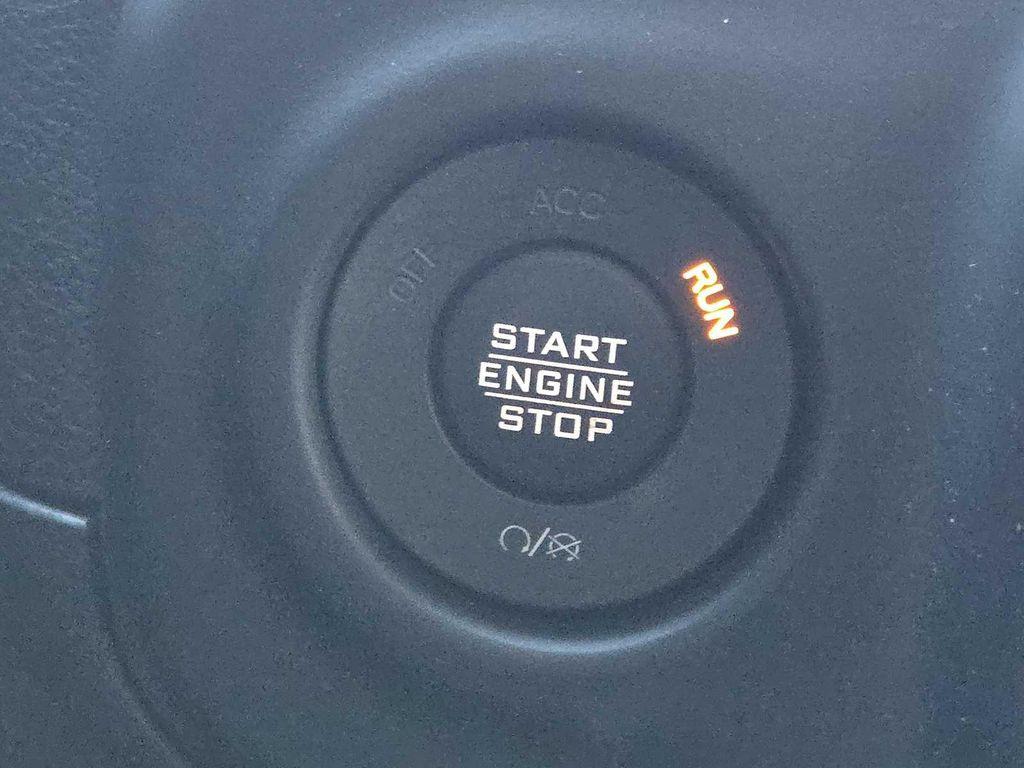 ACC
OFF
RUN
START
ENGINE
STOP